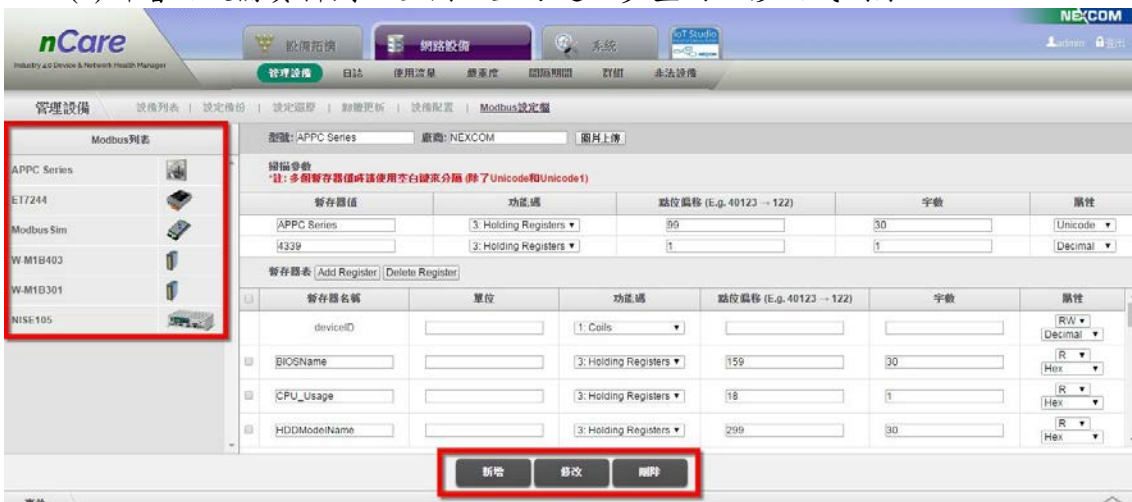 NEXCOM
nCare
Industry 4.0 Device & Network Health Manager
設備拓樸
網路設備
系統
IoT Studio
admin 登出
管理設備 日誌 使用流量 嚴重度 間隔期間 群組 非法設備
管理設備 設備列表 | 設定備份 | 設定還原 | 韌體更新 | 設備配置 | Modbus設定檔
Modbus列表
APPC Series
ET7244
Modbus Sim
W-M1B403
W-M1B301
NISE105
型號: APPC Series 廠商: NEXCOM 圖片上傳
掃描參數
*註: 多個暫存器值時請使用空白鍵來分隔 (除了Unicode和Unicode1)
暫存器值 功能碼 點位偏移 (E.g. 40123 → 122) 字數 屬性
APPC Series 3: Holding Registers 99 30 Unicode
4339 3: Holding Registers 1 1 Decimal
暫存器表 Add Register Delete Register
暫存器名稱 單位 功能碼 點位偏移 (E.g. 40123 → 122) 字數 屬性
deviceID 1: Coils RW
Decimal
BIOSName 3: Holding Registers 159 30 R
Hex
CPU_Usage 3: Holding Registers 18 1 R
Hex
HDDModelName 3: Holding Registers 299 30 R
Hex
新增 修改 刪除